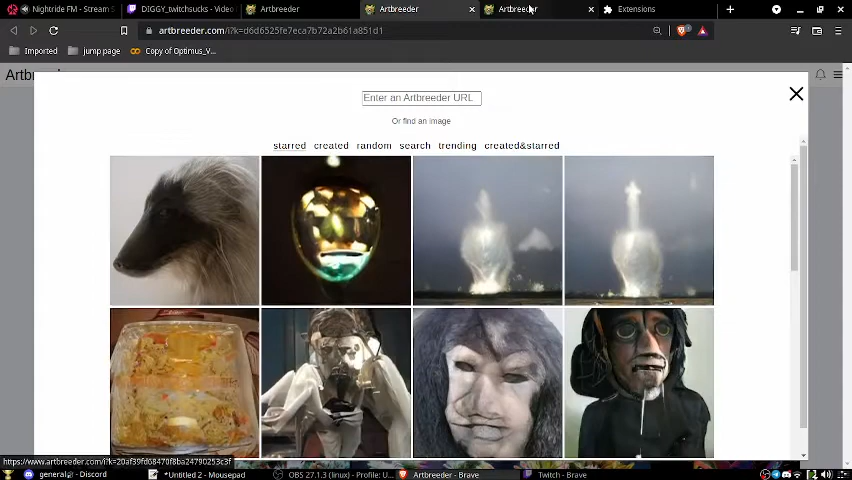 Nightride FM - Stream S
DIGGY_twitchsucks - Video
Artbreeder
Artbreeder
Artbreeder
Extensions
artbreeder.com/i?k=d6d6525fe7eca7b72a2b61a851d1
Imported
jump.page
Copy of Optimus_V...
Enter an Artbreeder URL
Or find an image
starred created random search trending created&starred
https://www.artbreeder.com/i?k=20af39fd68470f8ba24790253c3f
general - Discord
*Untitled 2 - Mousepad
OBS 27.1.3 (linux) - Profile: U...
Artbreeder - Brave
Twitch - Brave